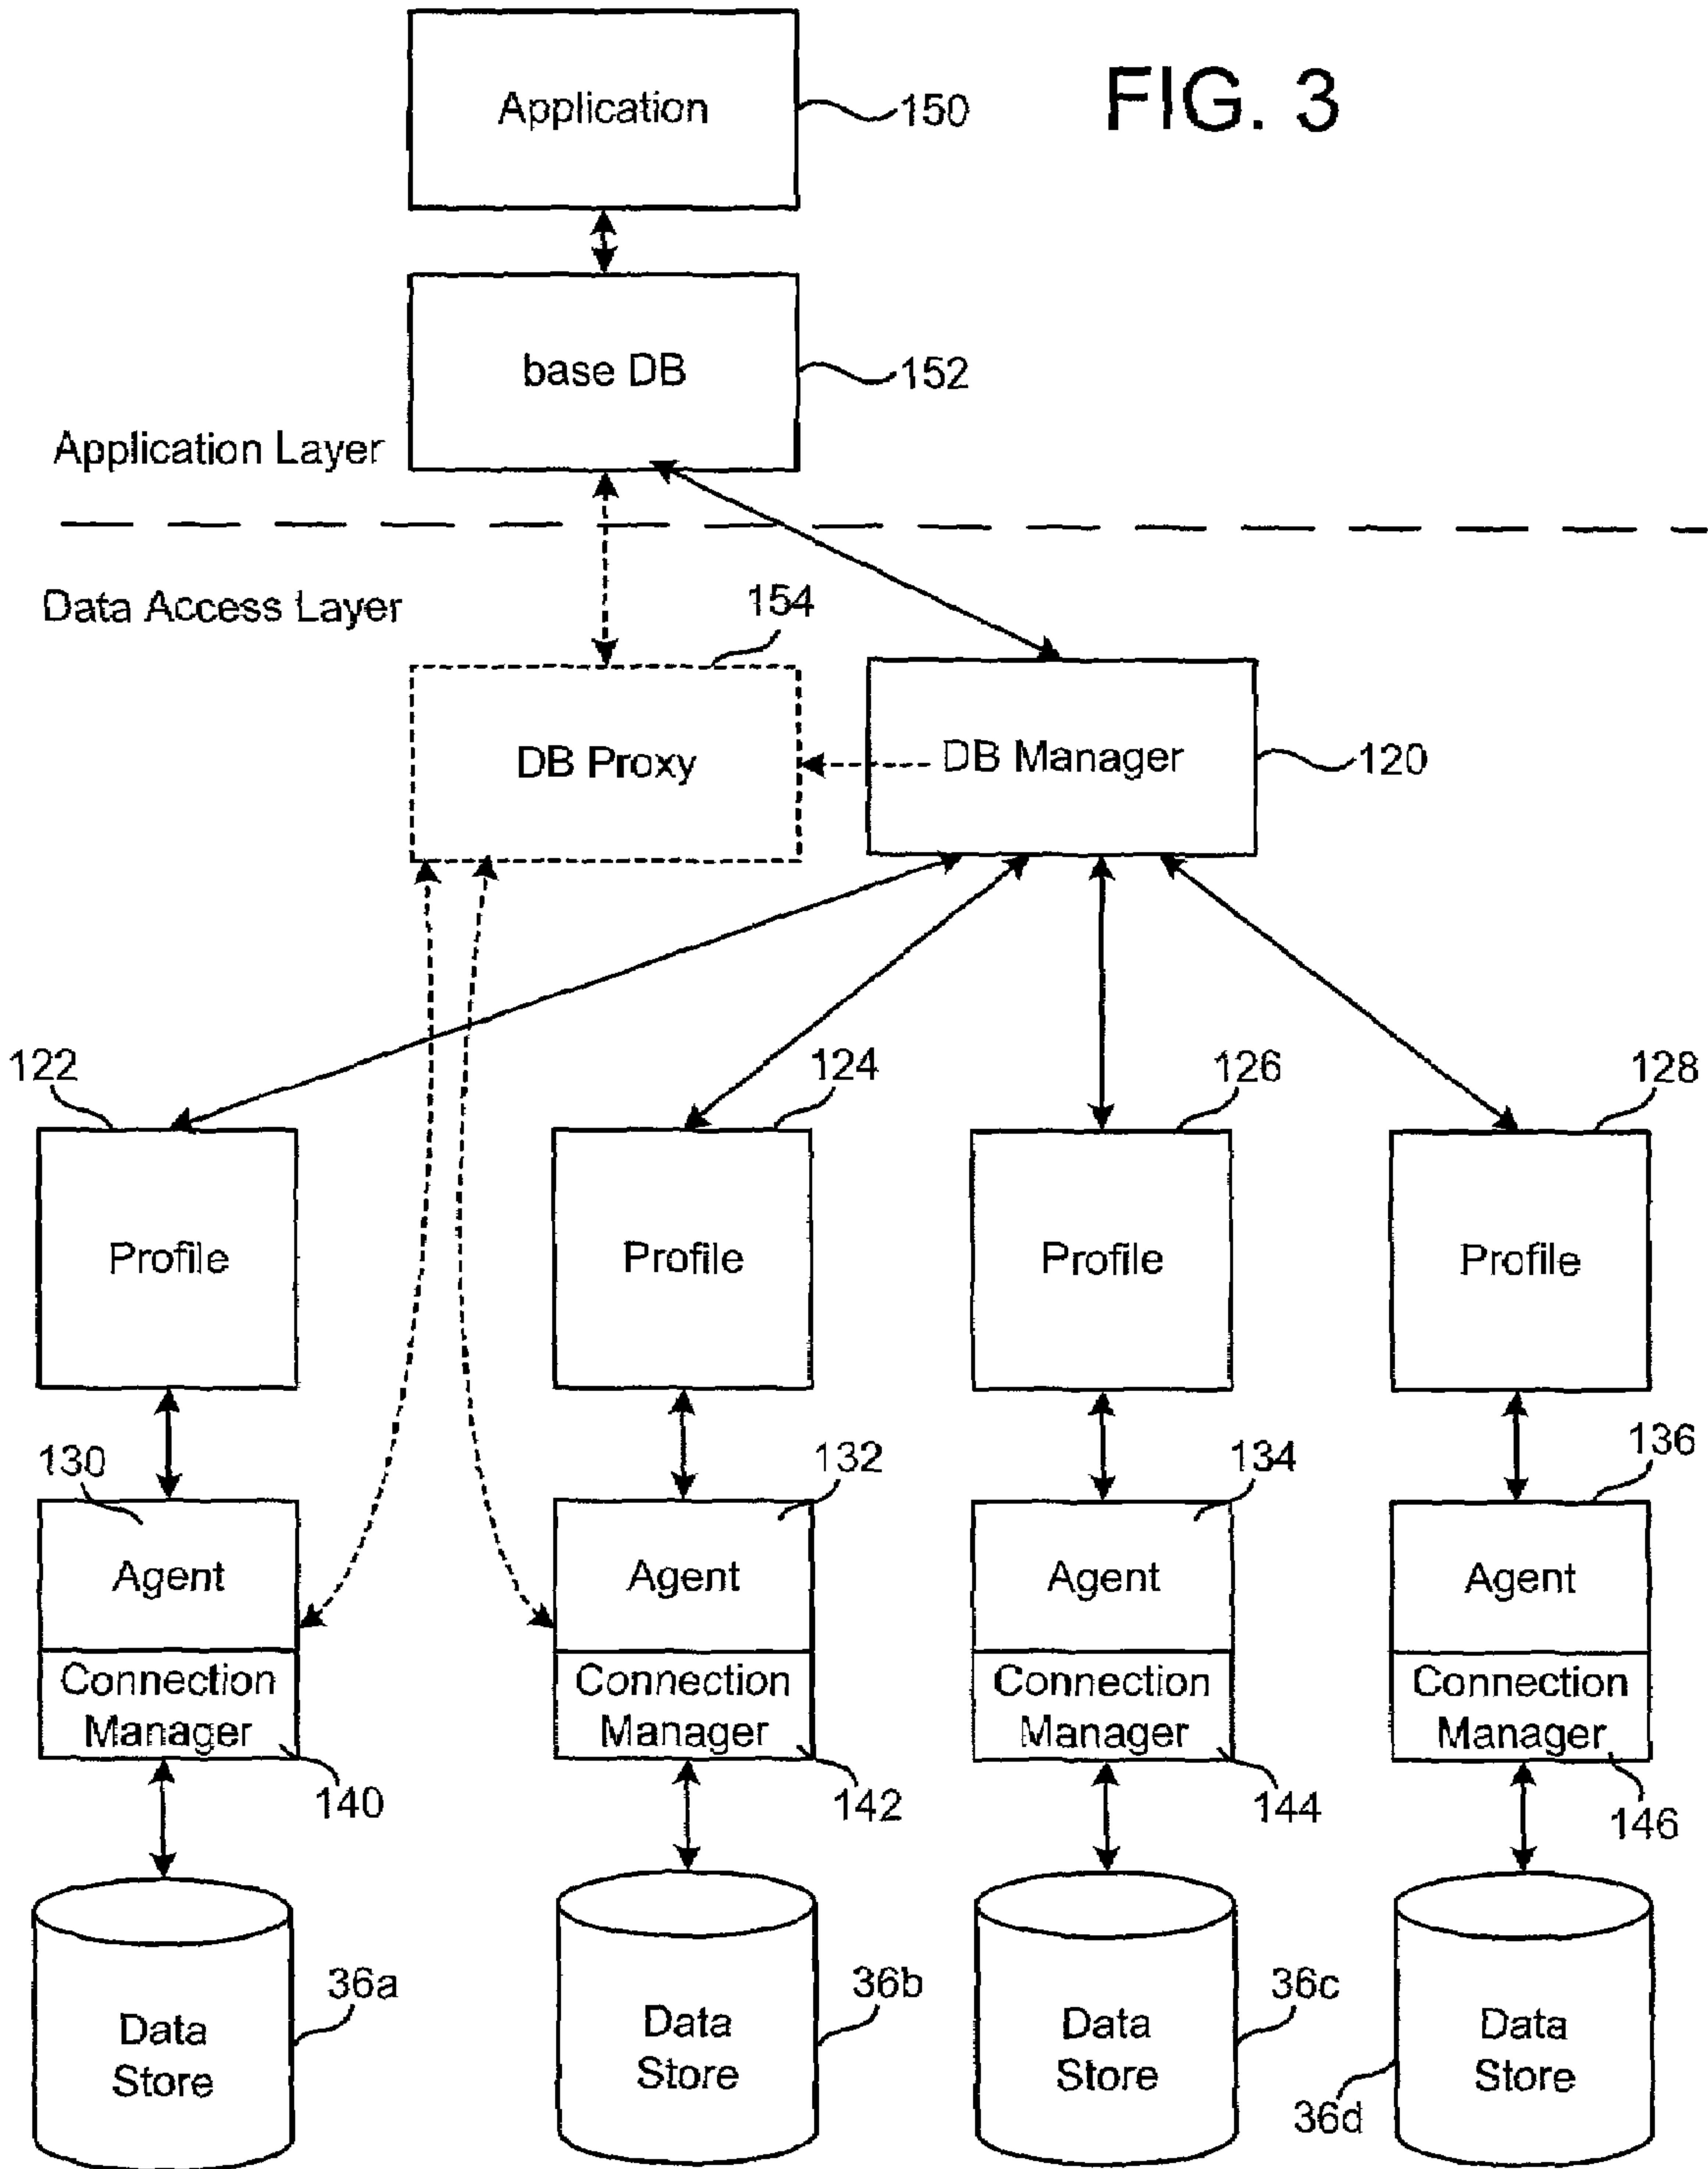 FIG. 3
Application
150
base DB
152
Application Layer
Data Access Layer
154
DB Proxy
DB Manager
120
122
124
126
128
Profile
Profile
Profile
Profile
130
132
134
136
Agent
Agent
Agent
Agent
Connection
Manager
Connection
Manager
Connection
Manager
Connection
Manager
140
142
144
146
36a
36b
36c
36d
Data
Store
Data
Store
Data
Store
Data
Store